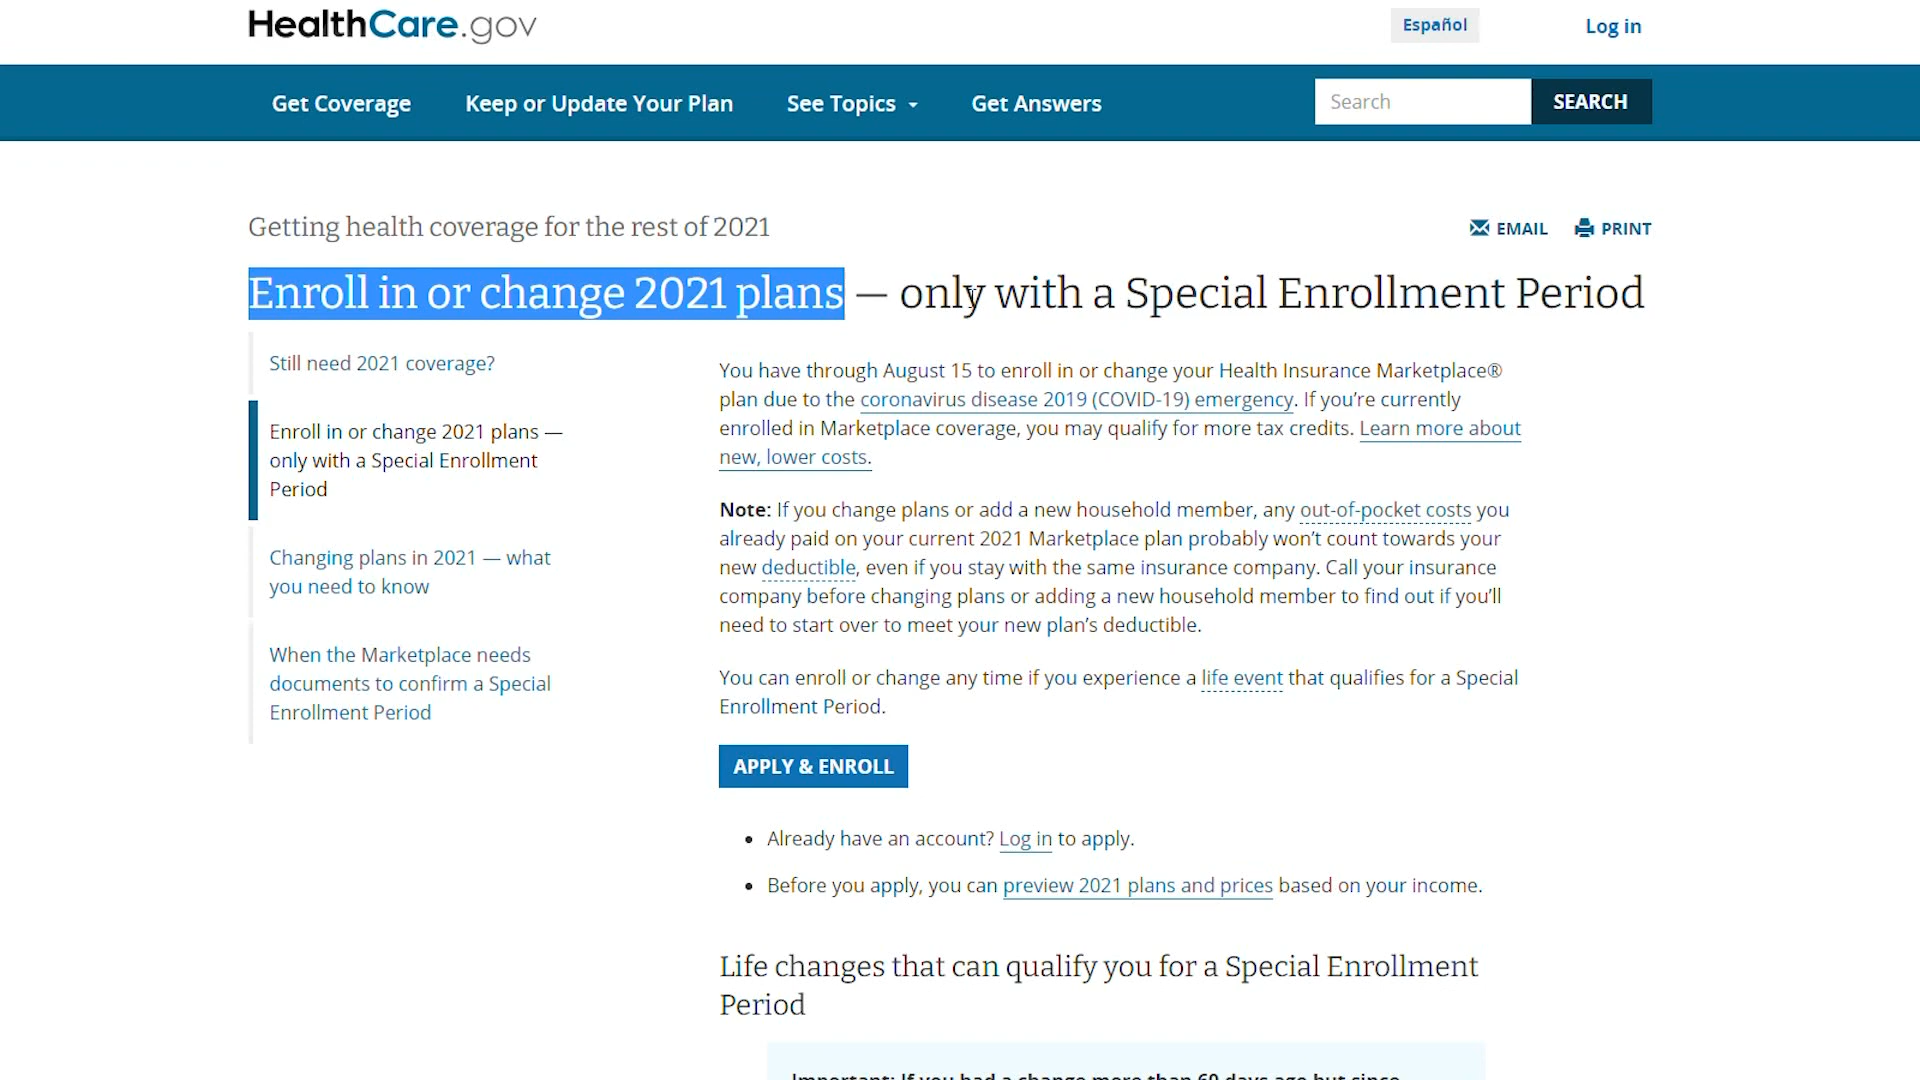 HealthCare.gov
Español
Log in
Get Coverage
Keep or Update Your Plan
See Topics
Get Answers
Search
SEARCH
Getting health coverage for the rest of 2021
EMAIL
PRINT
Enroll in or change 2021 plans — only with a Special Enrollment Period
Still need 2021 coverage?
Enroll in or change 2021 plans —
only with a Special Enrollment
Period
Changing plans in 2021 — what
you need to know
When the Marketplace needs
documents to confirm a Special
Enrollment Period
You have through August 15 to enroll in or change your Health Insurance Marketplace®
plan due to the coronavirus disease 2019 (COVID-19) emergency. If you’re currently
enrolled in Marketplace coverage, you may qualify for more tax credits. Learn more about
new, lower costs.
Note: If you change plans or add a new household member, any out-of-pocket costs you
already paid on your current 2021 Marketplace plan probably won’t count towards your
new deductible, even if you stay with the same insurance company. Call your insurance
company before changing plans or adding a new household member to find out if you’ll
need to start over to meet your new plan’s deductible.
You can enroll or change any time if you experience a life event that qualifies for a Special
Enrollment Period.
APPLY & ENROLL
Already have an account? Log in to apply.
Before you apply, you can preview 2021 plans and prices based on your income.
Life changes that can qualify you for a Special Enrollment
Period
Important: If you had a change more than 60 days ago but since